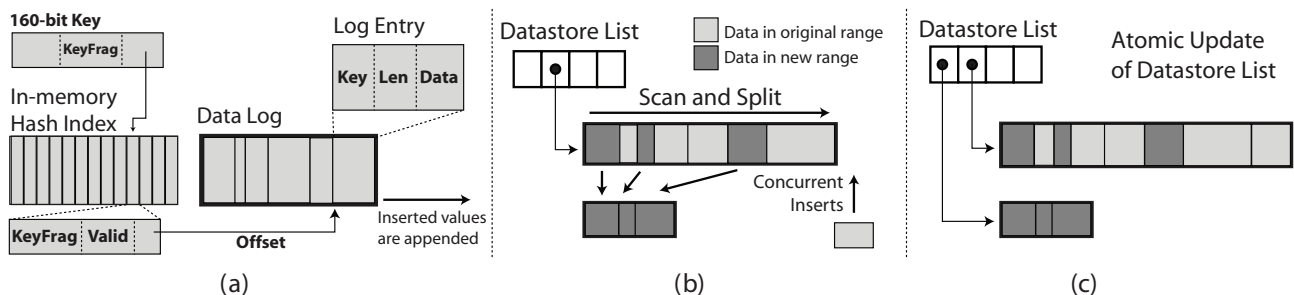 160-bit Key
KeyFrag
In-memory
Hash Index
KeyFrag Valid
Offset
Data Log
Log Entry
Key Len Data
Inserted values
are appended
(a)
Datastore List
Data in original range
Data in new range
Scan and Split
Concurrent
Inserts
(b)
Datastore List
Atomic Update
of Datastore List
(c)